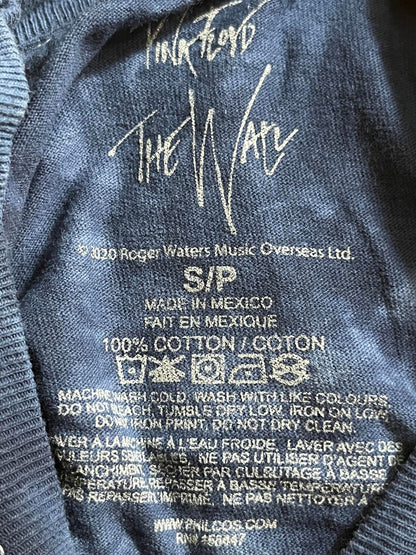 PINK FLOYD
THE WALL
©2020 Roger Waters Music Overseas Ltd.
S/P
MADE IN MEXICO
FAIT EN MEXIQUE
100% COTTON / COTON
MACHINE WASH COLD, WASH WITH LIKE COLOURS,
DO NOT BLEACH, TUMBLE DRY LOW. IRON ON LOW
DO NOT IRON PRINT, DO NOT DRY CLEAN.
LAVER À LA MACHINE À L'EAU FROIDE. LAVER AVEC DES
COULEURS SEMBLABLES. NE PAS UTILISER D'AGENT DE
BLANCHIMENT, SÉCHER PAR CULBUTAGE À BASSE
TEMPÉRATURE REPASSER À BASSE TEMPÉRATURE
REPASSER IMPRIMÉ. NE PAS NETTOYER À
WWW.PHILCOS.COM
RN#